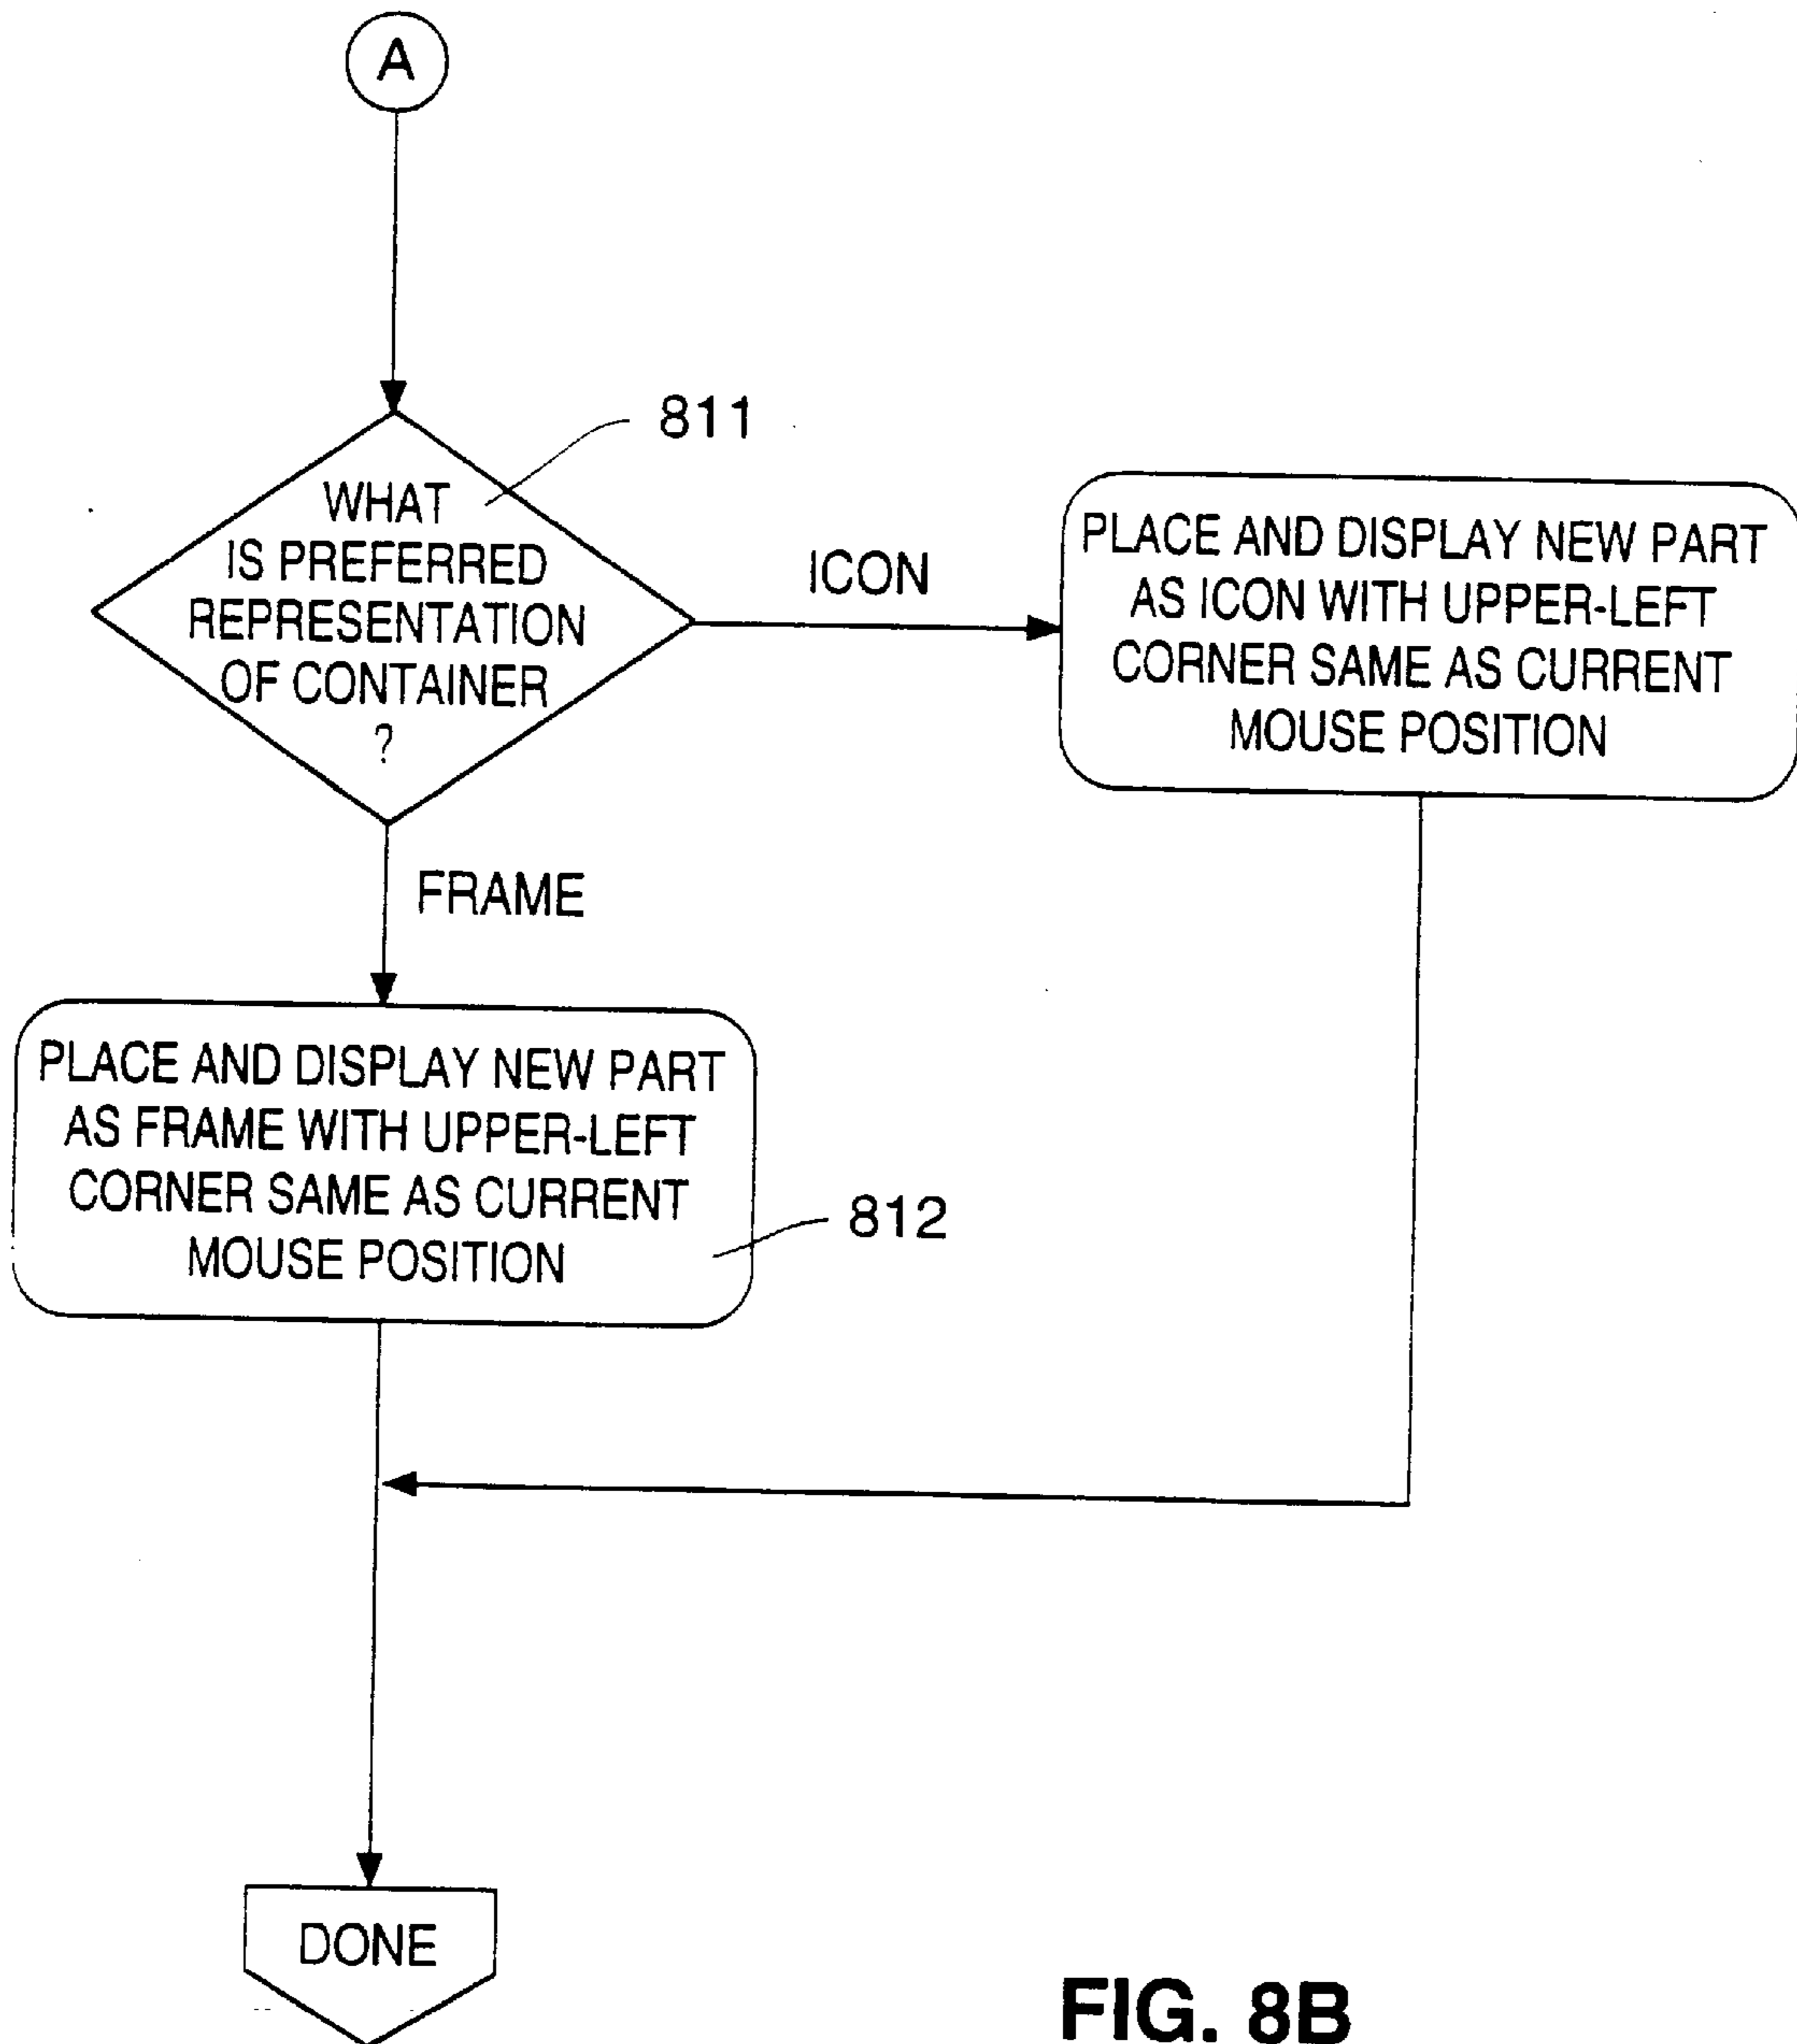 A
811
WHAT
IS PREFERRED
REPRESENTATION
OF CONTAINER
?
ICON
PLACE AND DISPLAY NEW PART
AS ICON WITH UPPER-LEFT
CORNER SAME AS CURRENT
MOUSE POSITION
FRAME
PLACE AND DISPLAY NEW PART
AS FRAME WITH UPPER-LEFT
CORNER SAME AS CURRENT
MOUSE POSITION
812
DONE
FIG. 8B